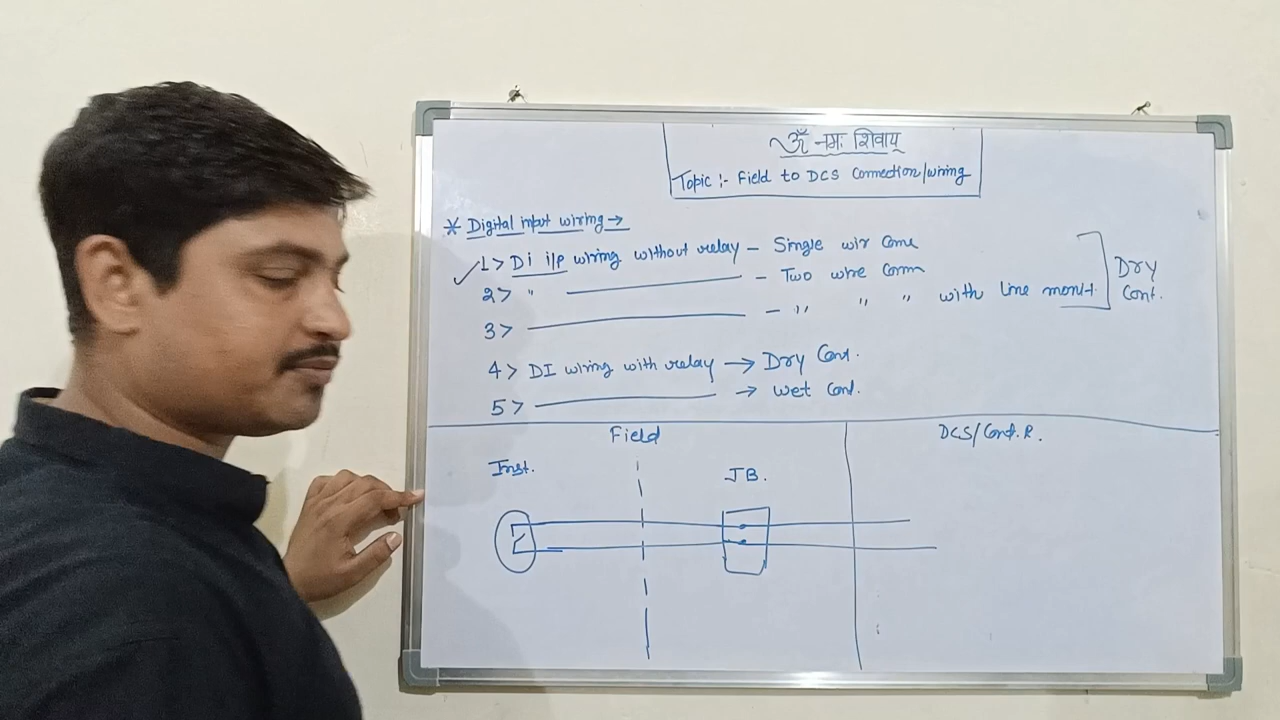 ॐ नमः शिवाय्
Topic :- Field to DCS Connection/wiring
* Digital input wiring →
✓ 1> Di i/p wiring without relay – Single wir Conne
2> " ———— – Two wire Conn
3> ———— – " " " with line monit.
Dry
Cont.
4> DI wiring with relay → Dry Cont.
5> ———— → wet Cont.
Field
DCS/Cont. R.
Inst.
JB.